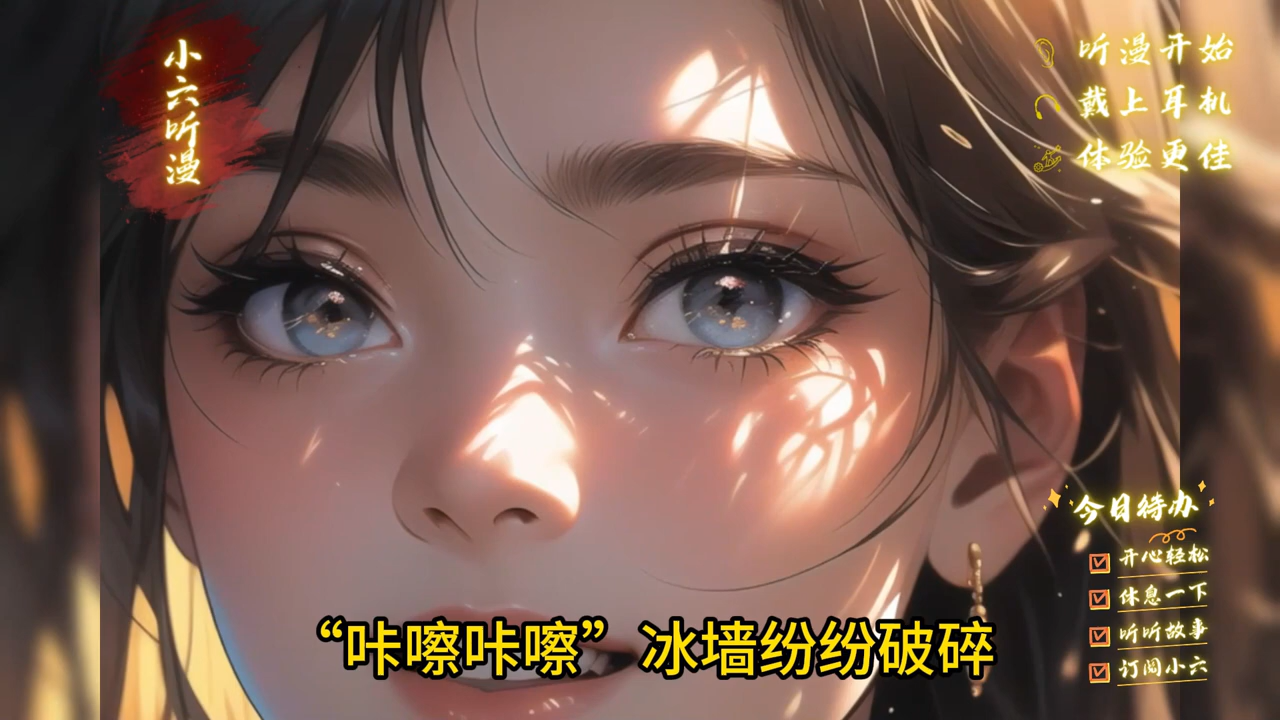 小六听漫
听漫开始
戴上耳机
体验更佳
今日待办
开心轻松
休息一下
听听故事
订阅小六
“咔嚓咔嚓”冰墙纷纷破碎